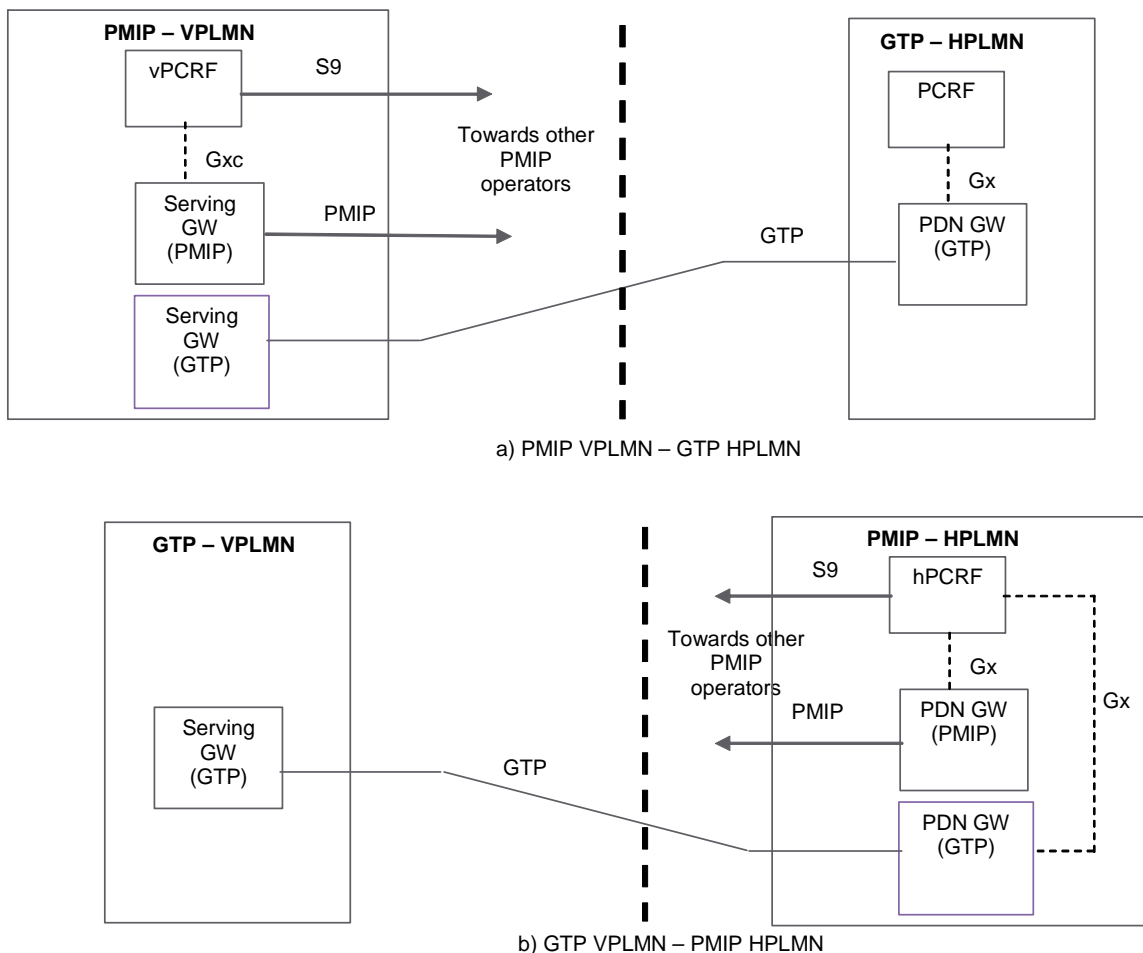 PMIP – VPLMN
vPCRF
S9
Gxc
Serving
GW
(PMIP)
PMIP
Towards other
PMIP
operators
Serving
GW
(GTP)
GTP
GTP – HPLMN
PCRF
Gx
PDN GW
(GTP)
a) PMIP VPLMN – GTP HPLMN
GTP – VPLMN
Serving
GW
(GTP)
GTP
PMIP – HPLMN
S9
hPCRF
Towards other
PMIP
operators
Gx
Gx
PMIP
PDN GW
(PMIP)
PDN GW
(GTP)
b) GTP VPLMN – PMIP HPLMN